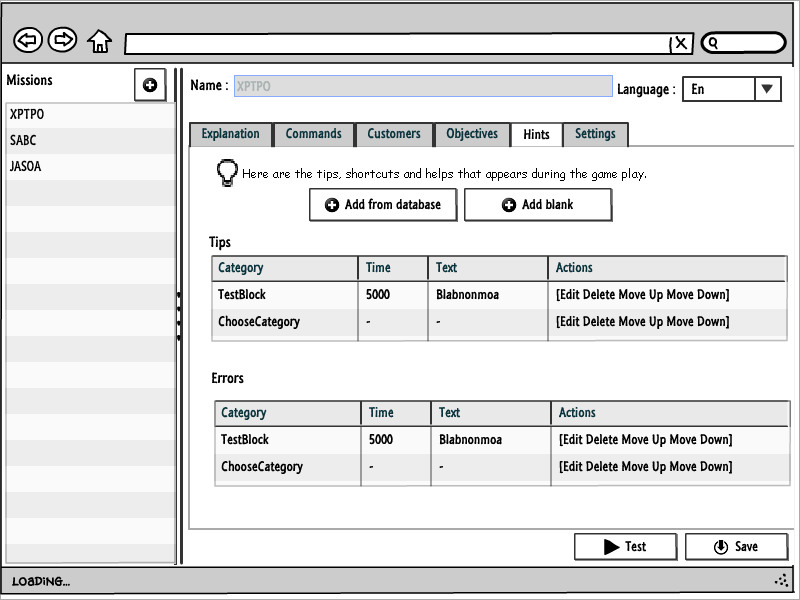 Missions
XPTPO
SABC
JASOA
Name : XPTPO
Language : En
Explanation Commands Customers Objectives Hints Settings
Here are the tips, shortcuts and helps that appears during the game play.
Add from database Add blank
Tips
Category Time Text Actions
TestBlock 5000 Blabnonmoa [Edit Delete Move Up Move Down]
ChooseCategory - - [Edit Delete Move Up Move Down]
Errors
Category Time Text Actions
TestBlock 5000 Blabnonmoa [Edit Delete Move Up Move Down]
ChooseCategory - - [Edit Delete Move Up Move Down]
Test Save
LOADING...